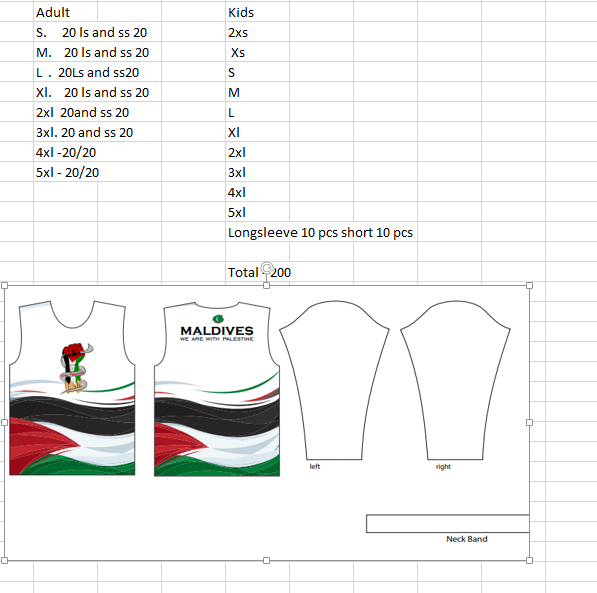 Adult
S. 20 ls and ss 20
M. 20 ls and ss 20
L . 20Ls and ss20
Xl. 20 ls and ss 20
2xl 20and ss 20
3xl. 20 and ss 20
4xl -20/20
5xl - 20/20
Kids
2xs
Xs
S
M
L
Xl
2xl
3xl
4xl
5xl
Longsleeve 10 pcs short 10 pcs
Total 200
MALDIVES
WE ARE WITH PALESTINE
left
right
Neck Band